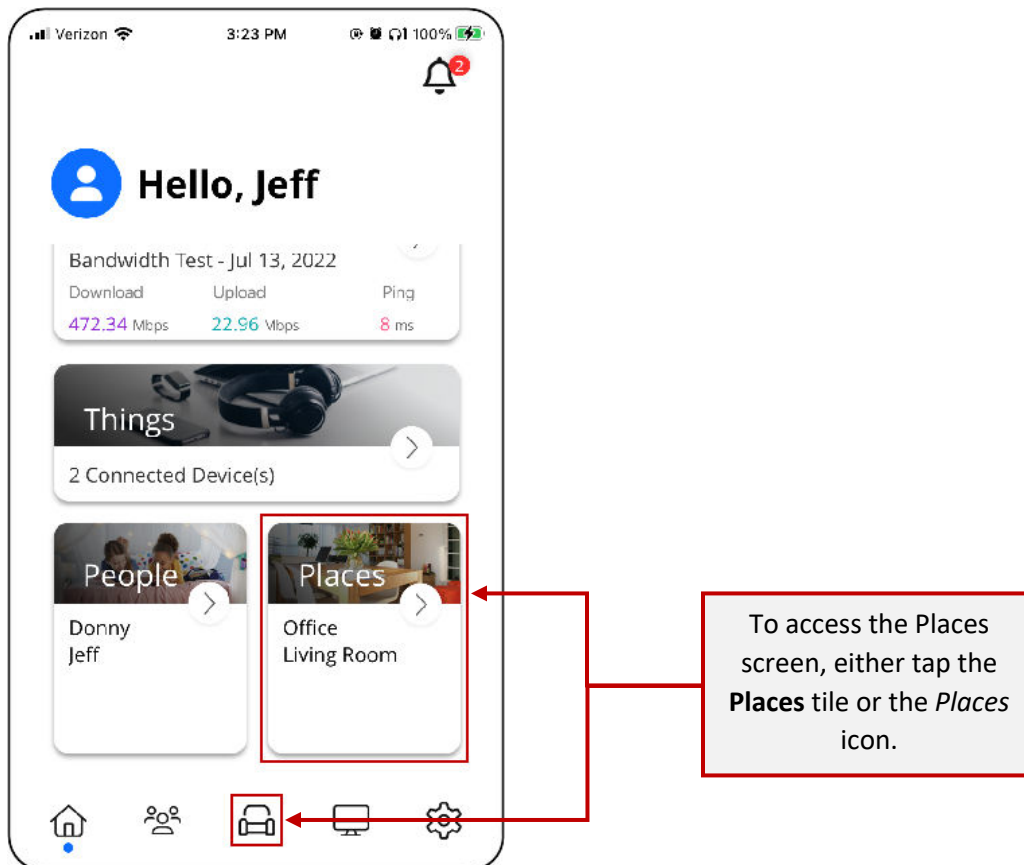 Verizon 3:23 PM 100%
2
Hello, Jeff
Bandwidth Test - Jul 13, 2022
Download Upload Ping
472.34 Mbps 22.96 Mbps 8 ms
Things
2 Connected Device(s)
People
Donny
Jeff
Places
Office
Living Room
To access the Places
screen, either tap the
Places tile or the Places
icon.